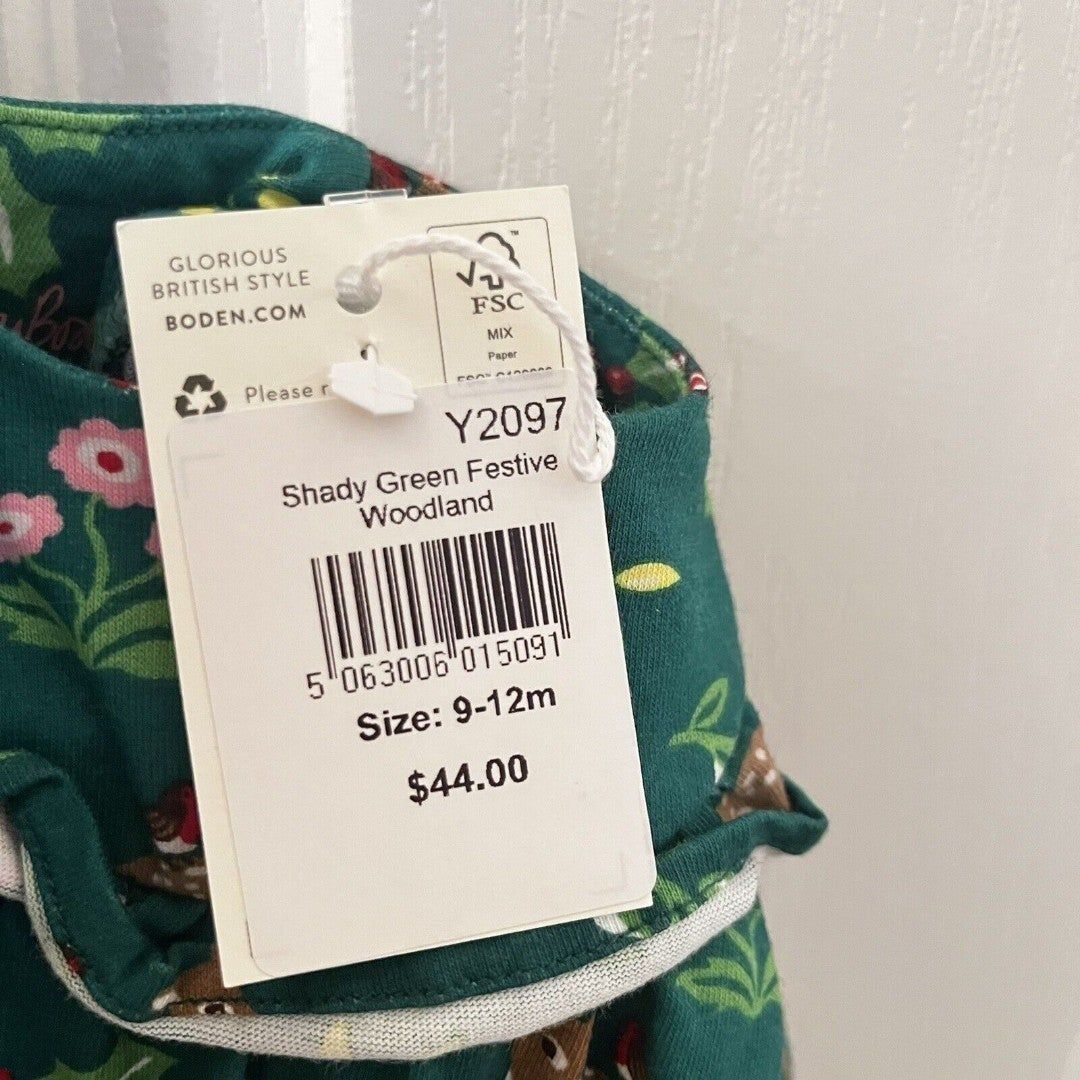 GLORIOUS
BRITISH STYLE
BODEN.COM
FSC
MIX
Paper
Please
Y2097
Shady Green Festive
Woodland
5 063006 015091
Size: 9-12m
$44.00